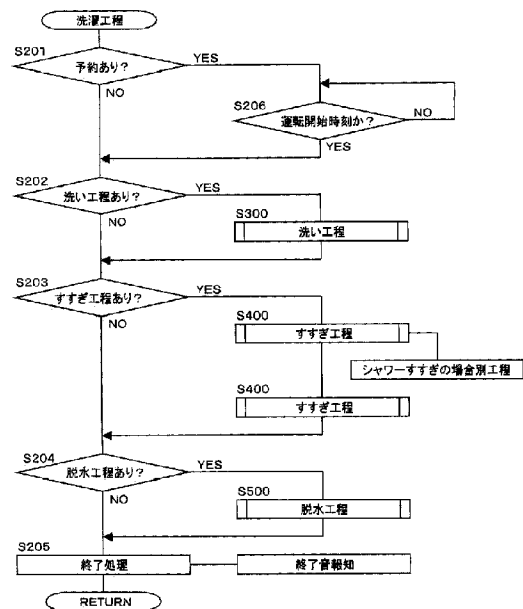 洗濯工程
S201
予約あり?
YES
NO
S206
運転開始時刻か?
NO
YES
S202
洗い工程あり?
YES
NO
S300
洗い工程
S203
すすぎ工程あり?
YES
NO
S400
すすぎ工程
シャワーすすぎの場合別工程
S400
すすぎ工程
S204
脱水工程あり?
YES
NO
S500
脱水工程
S205
終了処理
終了音報知
RETURN